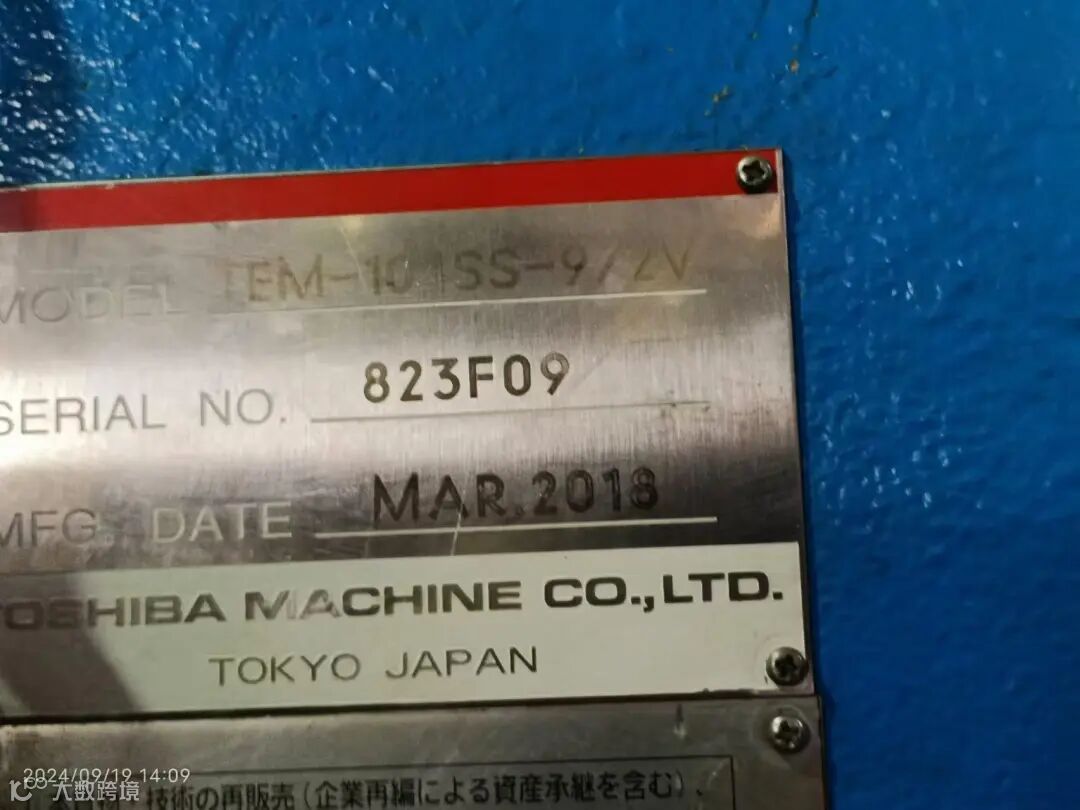 MODEL TEM-101SS-9/2V
SERIAL NO. 823F09
MFG. DATE MAR.2018
TOSHIBA MACHINE CO.,LTD.
TOKYO JAPAN
技術の再販売(企業再編による資産承継を含む)、
2024/09/19 14:09
大数跨境